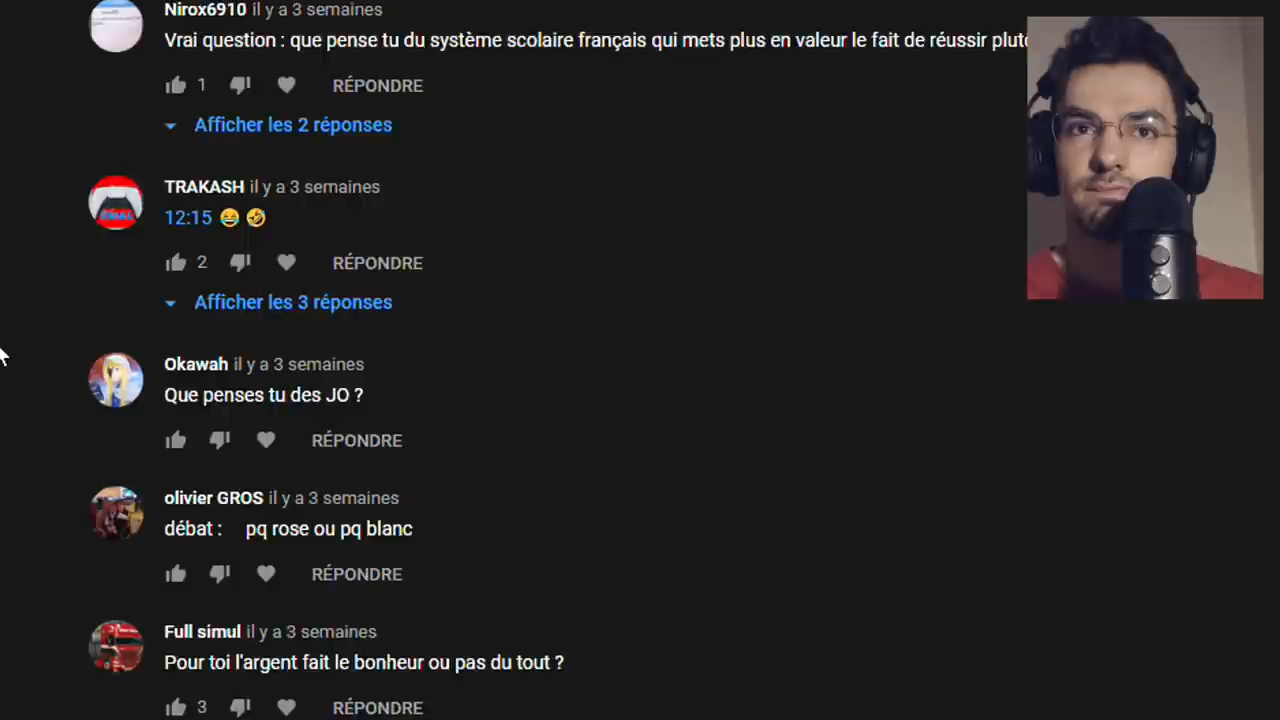 Nirox6910 il y a 3 semaines
Vrai question : que pense tu du système scolaire français qui mets plus en valeur le fait de réussir
1 RÉPONDRE
Afficher les 2 réponses
TRAKASH il y a 3 semaines
12:15 😂 🤣
2 RÉPONDRE
Afficher les 3 réponses
Okawah il y a 3 semaines
Que penses tu des JO ?
RÉPONDRE
olivier GROS il y a 3 semaines
débat : pq rose ou pq blanc
RÉPONDRE
Full simul il y a 3 semaines
Pour toi l'argent fait le bonheur ou pas du tout ?
3 RÉPONDRE